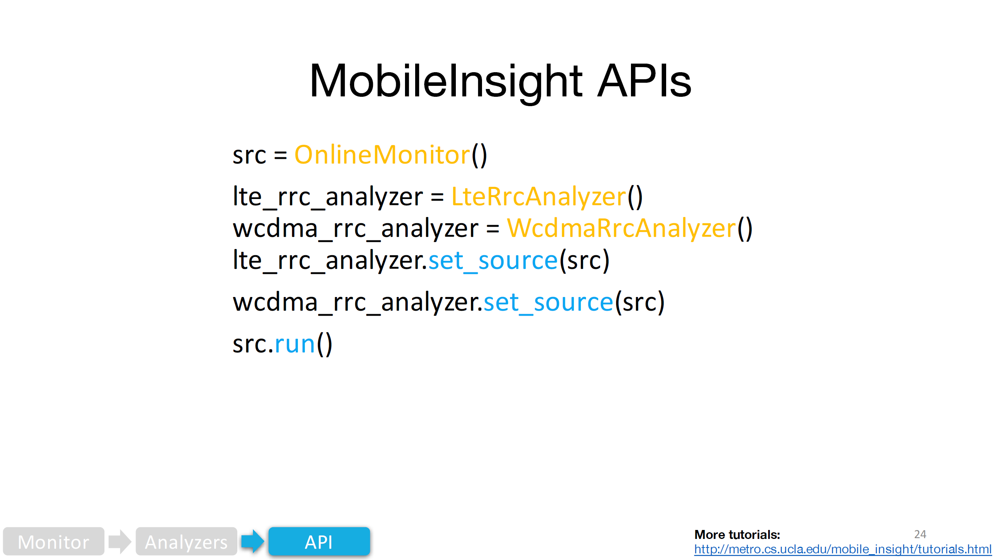 MobileInsight APIs
src = OnlineMonitor()
lte_rrc_analyzer = LteRrcAnalyzer()
wcdma_rrc_analyzer = WcdmaRrcAnalyzer()
lte_rrc_analyzer.set_source(src)
wcdma_rrc_analyzer.set_source(src)
src.run()
Monitor
Analyzers
API
More tutorials:
http://metro.cs.ucla.edu/mobile_insight/tutorials.html
24